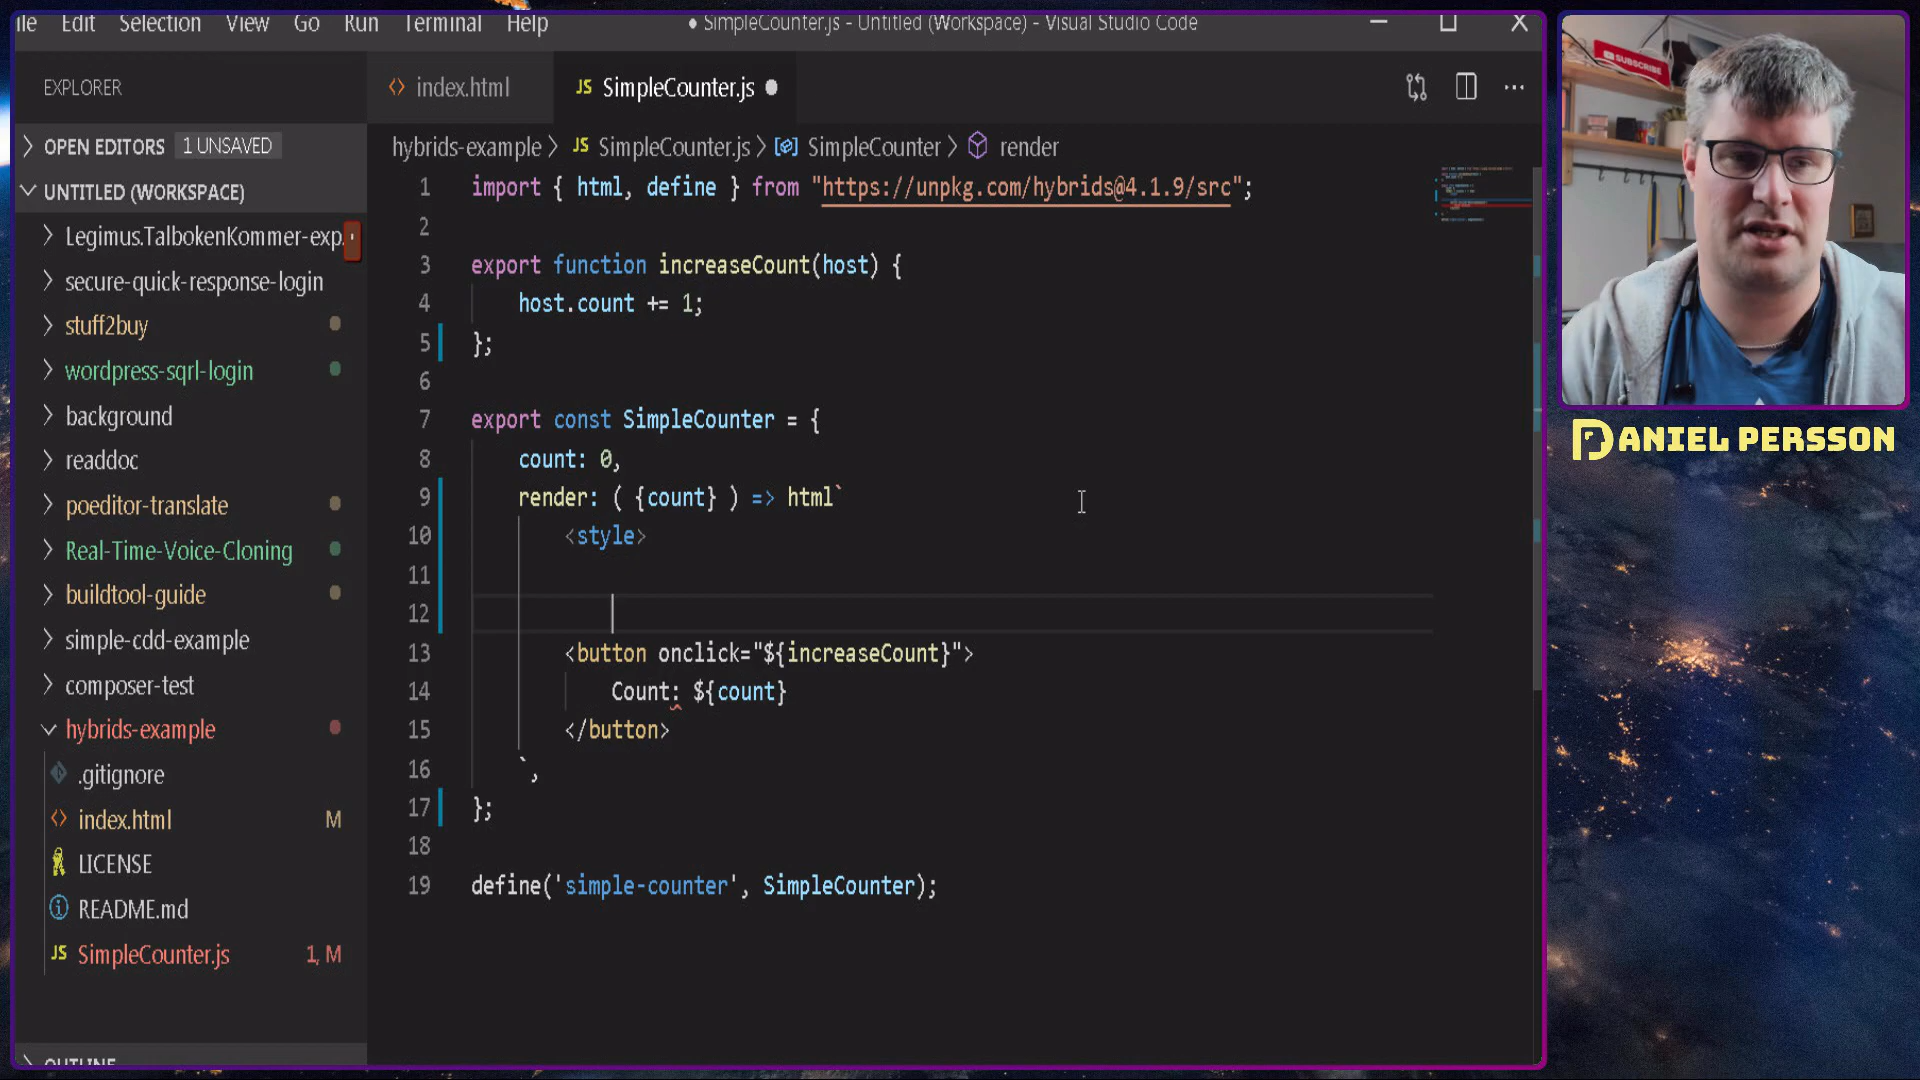 ile Edit Selection View Go Run Terminal Help
● SimpleCounter.js - Untitled (Workspace) - Visual Studio Code
EXPLORER
OPEN EDITORS 1 UNSAVED
UNTITLED (WORKSPACE)
Legimus.TalbokenKommer-exp.
secure-quick-response-login
stuff2buy
wordpress-sqrl-login
background
readdoc
poeditor-translate
Real-Time-Voice-Cloning
buildtool-guide
simple-cdd-example
composer-test
hybrids-example
.gitignore
index.html M
LICENSE
README.md
JS SimpleCounter.js 1, M
OUTLINE
<> index.html
JS SimpleCounter.js ●
hybrids-example > JS SimpleCounter.js > SimpleCounter > render
1 import { html, define } from "https://unpkg.com/hybrids@4.1.9/src";
2
3 export function increaseCount(host) {
4 host.count += 1;
5 };
6
7 export const SimpleCounter = {
8 count: 0,
9 render: ( {count} ) => html`
10 <style>
11
12
13 <button onclick="${increaseCount}">
14 Count: ${count}
15 </button>
16 `,
17 };
18
19 define('simple-counter', SimpleCounter);
SUBSCRIBE
DANIEL PERSSON